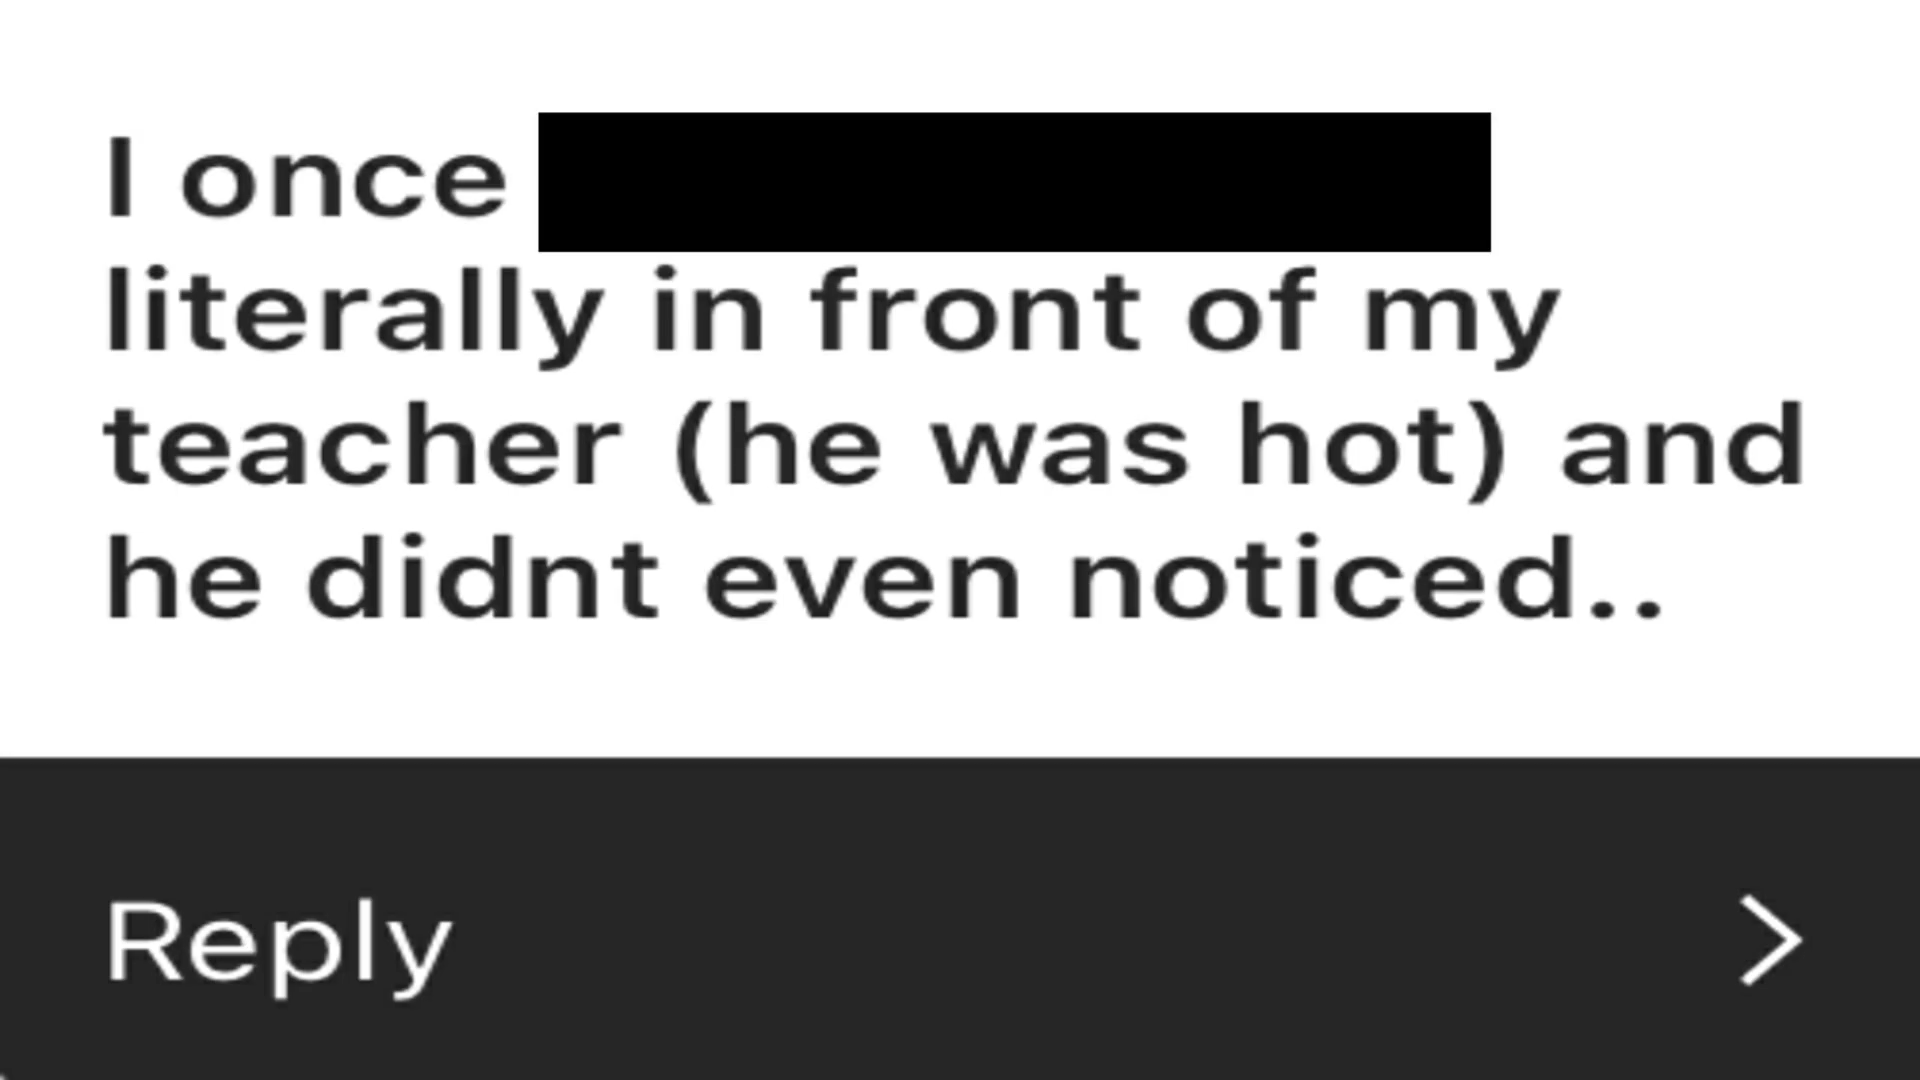 I once
literally in front of my
teacher (he was hot) and
he didnt even noticed..
Reply